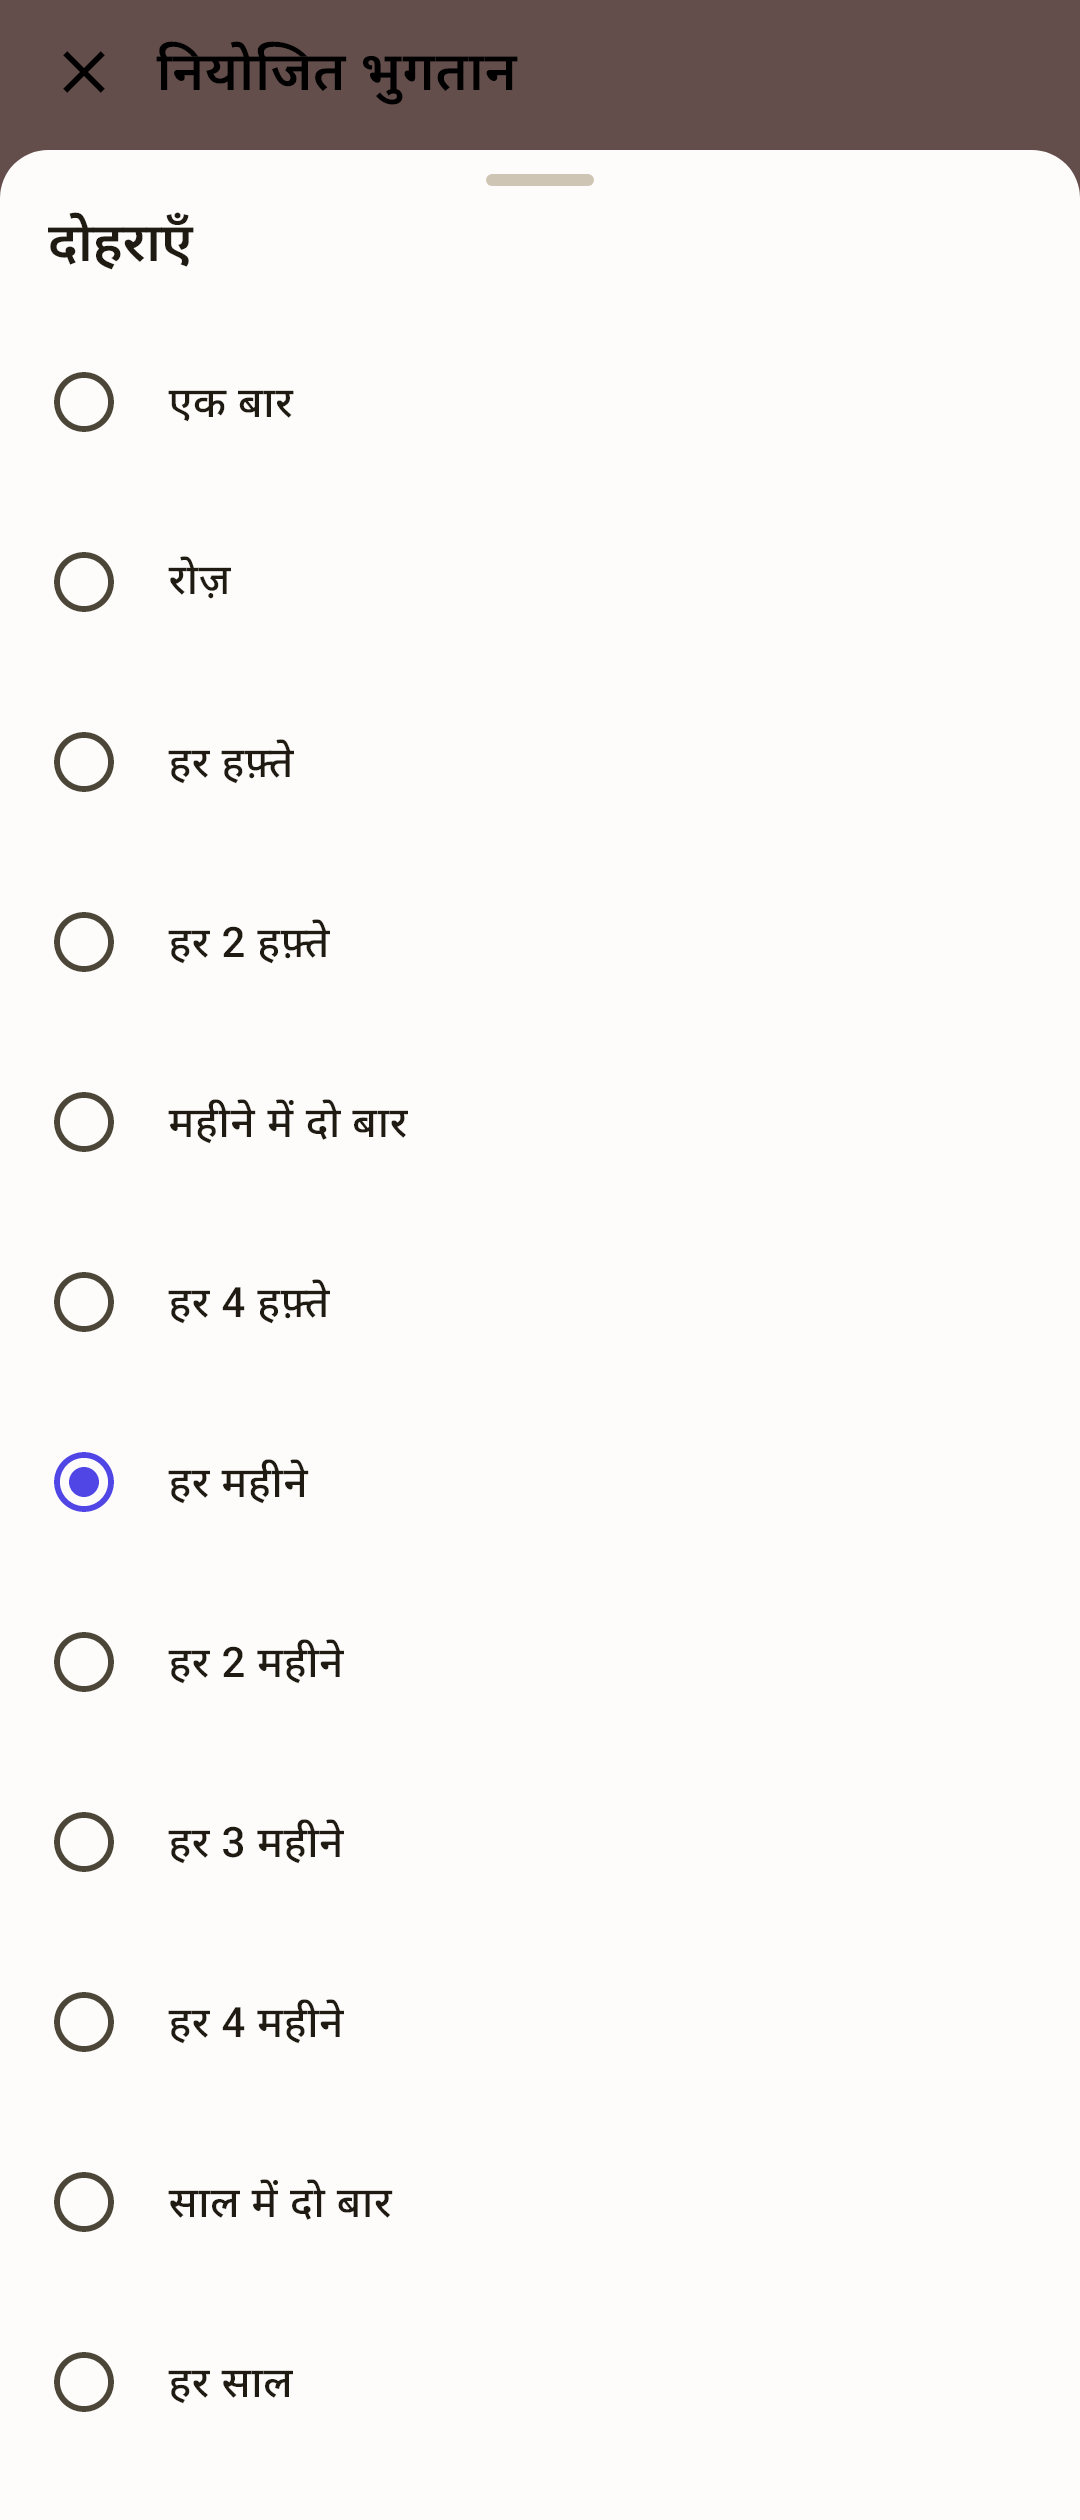 नियोजित भुगतान
दोहराएँ
एक बार
रोज़
हर हफ़्ते
हर 2 हफ़्ते
महीने में दो बार
हर 4 हफ़्ते
हर महीने
हर 2 महीने
हर 3 महीने
हर 4 महीने
साल में दो बार
हर साल